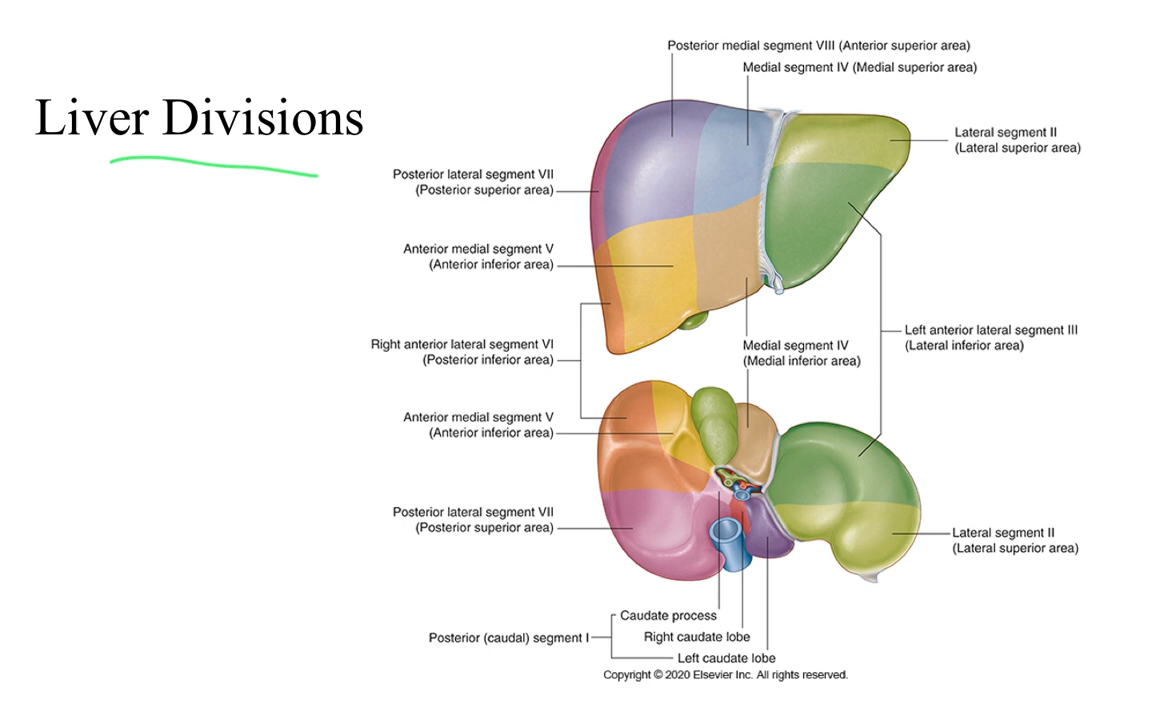 Liver Divisions
Posterior medial segment VIII (Anterior superior area)
Medial segment IV (Medial superior area)
Lateral segment II
(Lateral superior area)
Posterior lateral segment VII
(Posterior superior area)
Anterior medial segment V
(Anterior inferior area)
Right anterior lateral segment VI
(Posterior inferior area)
Medial segment IV
(Medial inferior area)
Left anterior lateral segment III
(Lateral inferior area)
Anterior medial segment V
(Anterior inferior area)
Posterior lateral segment VII
(Posterior superior area)
Lateral segment II
(Lateral superior area)
Caudate process
Posterior (caudal) segment I
Right caudate lobe
Left caudate lobe
Copyright © 2020 Elsevier Inc. All rights reserved.